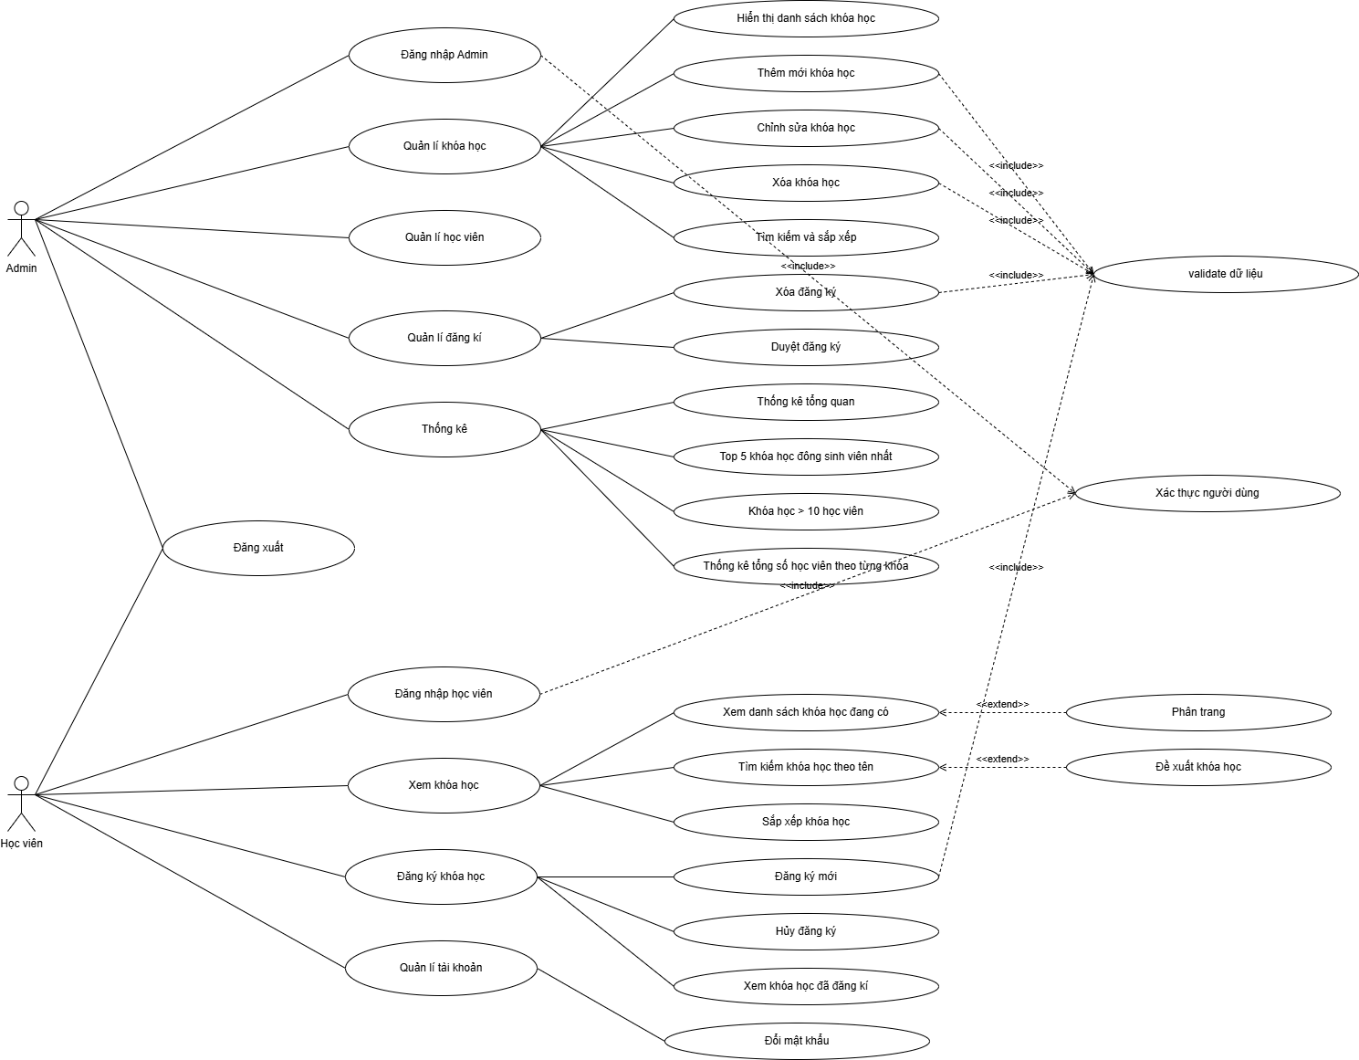 Hiển thị danh sách khóa học
Đăng nhập Admin
Thêm mới khóa học
Chỉnh sửa khóa học
Quản lí khóa học
<<include>>
Xóa khóa học
<<include>>
<<include>>
Quản lí học viên
Tìm kiếm và sắp xếp
Admin
<<include>>
<<include>>
validate dữ liệu
Xóa đăng ký
Quản lí đăng kí
Duyệt đăng ký
Thống kê tổng quan
Thống kê
Top 5 khóa học đông sinh viên nhất
Xác thực người dùng
Khóa học > 10 học viên
Đăng xuất
Thống kê tổng số học viên theo từng khóa
<<include>>
<<include>>
Đăng nhập học viên
Xem danh sách khóa học đang có
<<extend>>
Phân trang
Tìm kiếm khóa học theo tên
<<extend>>
Đề xuất khóa học
Xem khóa học
Sắp xếp khóa học
Học viên
Đăng ký khóa học
Đăng ký mới
Hủy đăng ký
Quản lí tài khoản
Xem khóa học đã đăng kí
Đổi mật khẩu